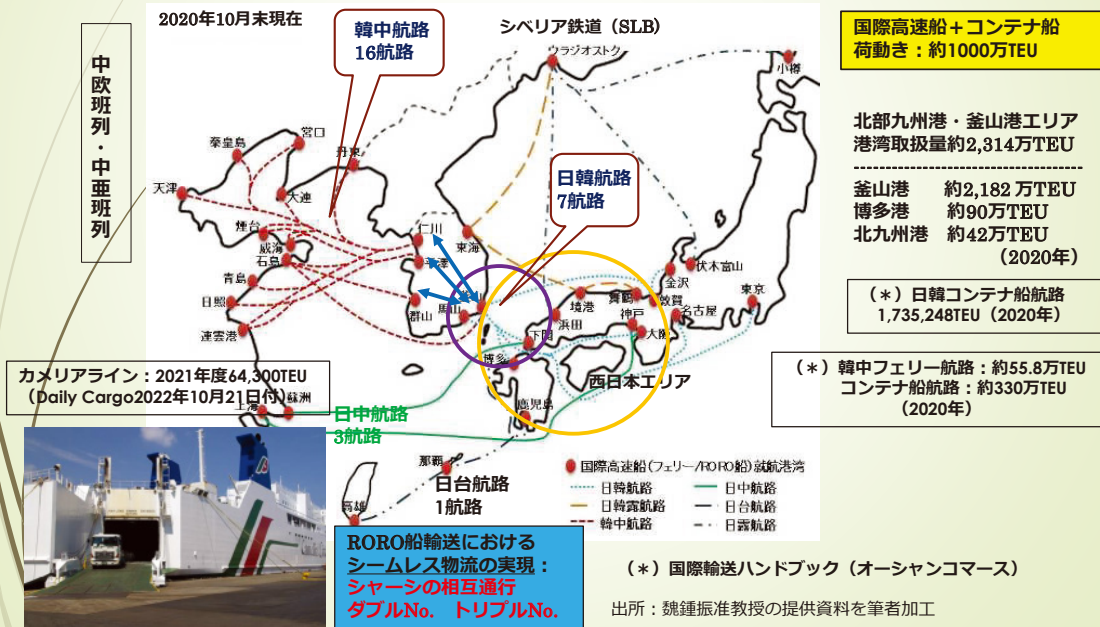 2020年10月末現在
シベリア鉄道（SLB）
中欧班列・中亜班列
韓中航路
16航路
日韓航路
7航路
国際高速船＋コンテナ船
荷動き：約1000万TEU
北部九州港・釜山港エリア
港湾取扱量約2,314万TEU
釜山港　約2,182 万TEU
博多港　約90万TEU
北九州港　約42万TEU
（2020年）
（＊）日韓コンテナ船航路
1,735,248TEU（2020年）
（＊）韓中フェリー航路：約55.8万TEU
コンテナ船航路：約330万TEU
（2020年）
ウラジオストク
小樽
営口
秦皇島
丹東
天津
大連
煙台
威海
石島
青島
日照
連雲港
仁川
平澤
東海
群山
馬山
伏木富山
金沢
敦賀
舞鶴
境港
浜田
神戸
大阪
名古屋
東京
下関
博多
西日本エリア
鹿児島
カメリアライン：2021年度64,300TEU
（Daily Cargo2022年10月21日付）
上海
蘇洲
日中航路
3航路
那覇
日台航路
1航路
高雄
国際高速船(フェリー/RORO船)就航港湾
日韓航路
日中航路
日韓露航路
日台航路
韓中航路
日露航路
RORO船輸送における
シームレス物流の実現：
シャーシの相互通行
ダブルNo.　トリプルNo.
（＊）国際輸送ハンドブック（オーシャンコマース）
出所：魏鍾振准教授の提供資料を筆者加工